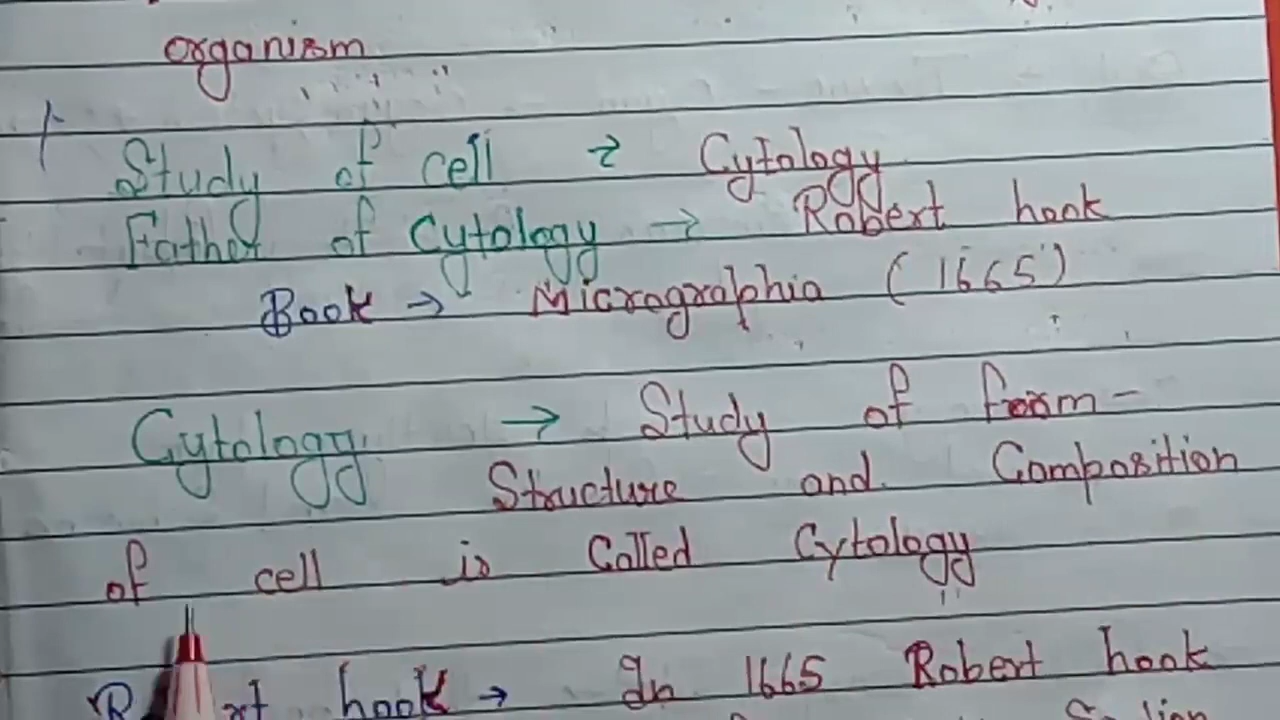 organism
Study of cell → Cytology
Father of Cytology → Robert hook
Book → Micrographia (1665)
Cytology → Study of form-
Structure and Composition
of cell is Called Cytology
hook → In 1665 Robert hook